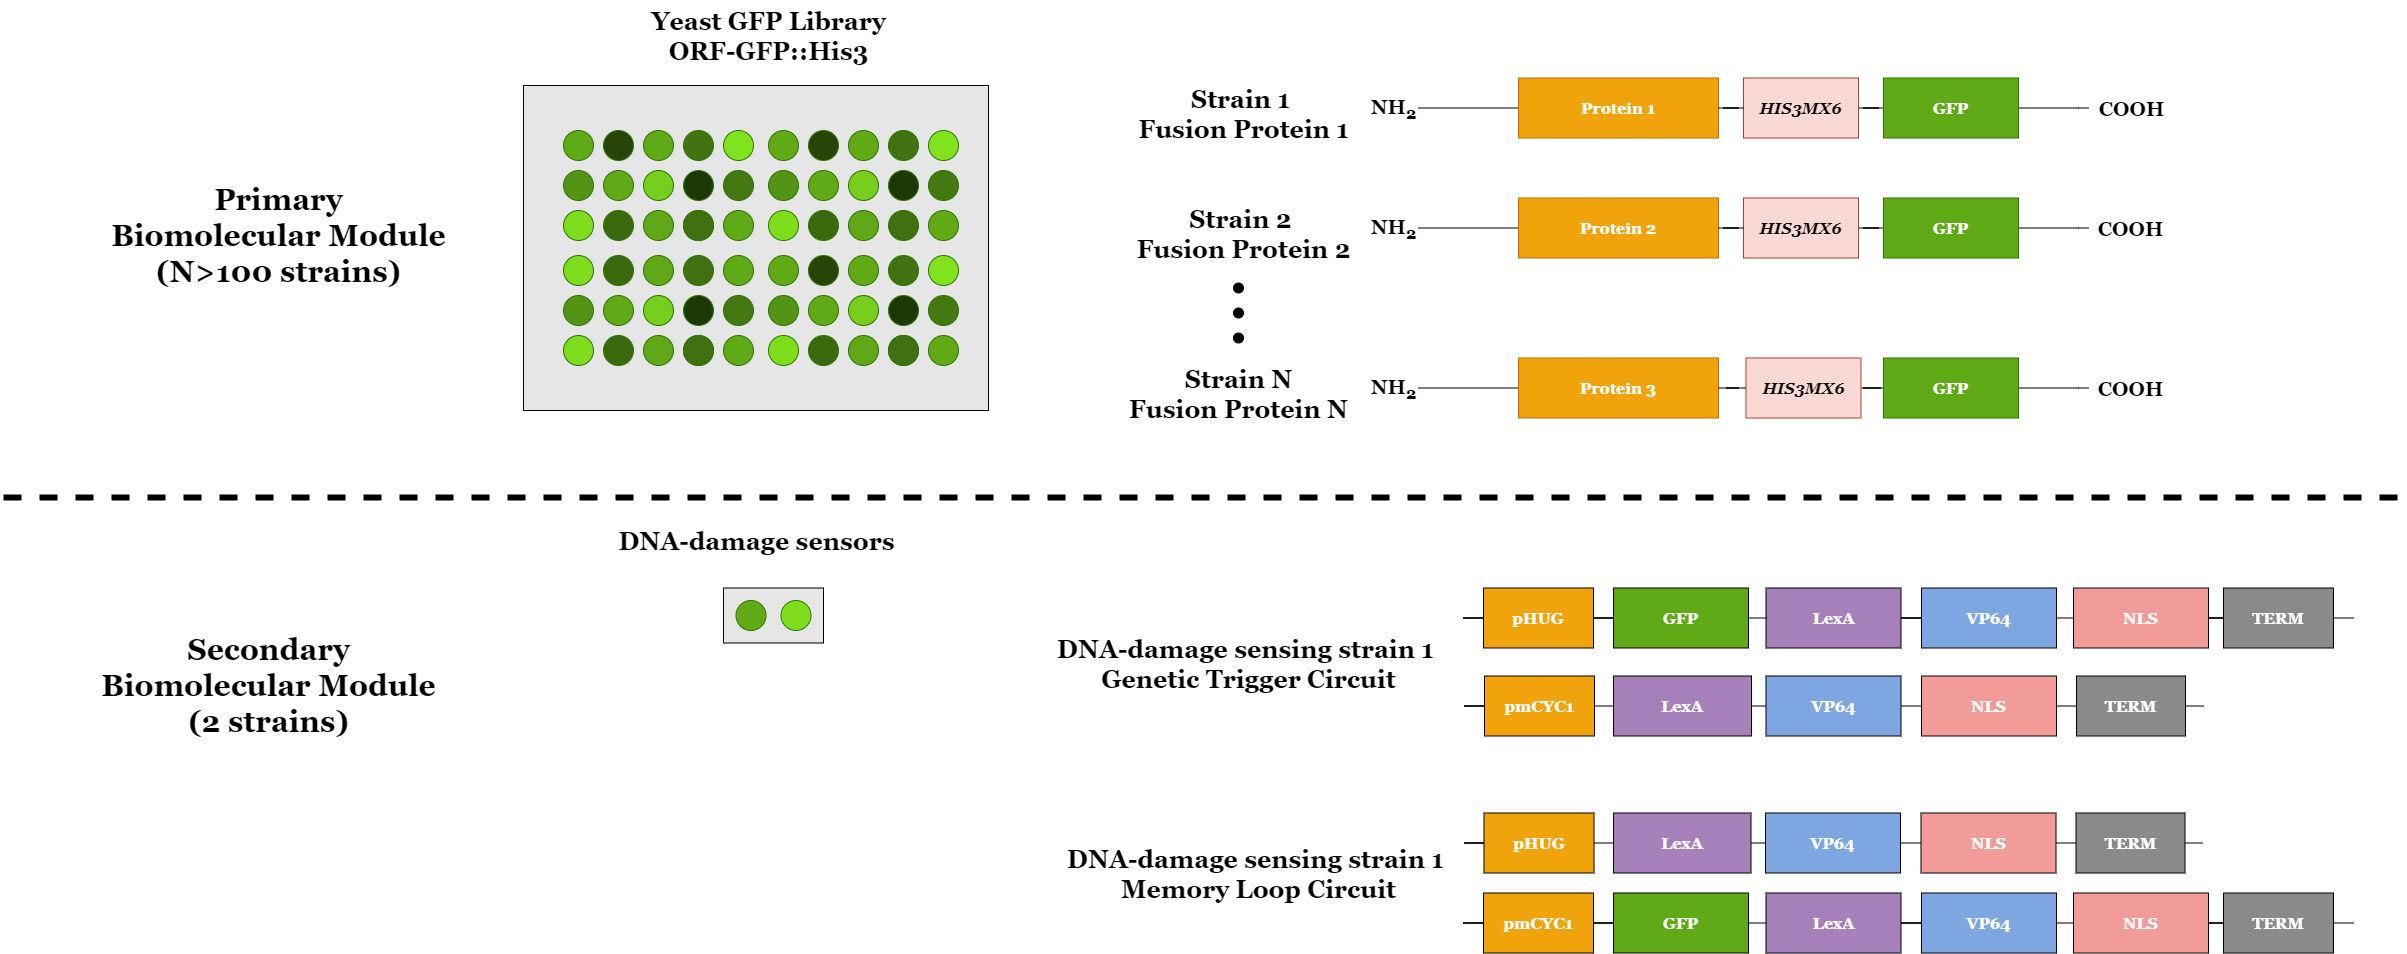 Yeast GFP Library
ORF-GFP::His3
Primary
Biomolecular Module
(N>100 strains)
Strain 1
Fusion Protein 1
NH2 Protein 1 HIS3MX6 GFP COOH
Strain 2
Fusion Protein 2
NH2 Protein 2 HIS3MX6 GFP COOH
Strain N
Fusion Protein N
NH2 Protein 3 HIS3MX6 GFP COOH
DNA-damage sensors
Secondary
Biomolecular Module
(2 strains)
DNA-damage sensing strain 1
Genetic Trigger Circuit
pHUG GFP LexA VP64 NLS TERM
pmCYC1 LexA VP64 NLS TERM
DNA-damage sensing strain 1
Memory Loop Circuit
pHUG LexA VP64 NLS TERM
pmCYC1 GFP LexA VP64 NLS TERM